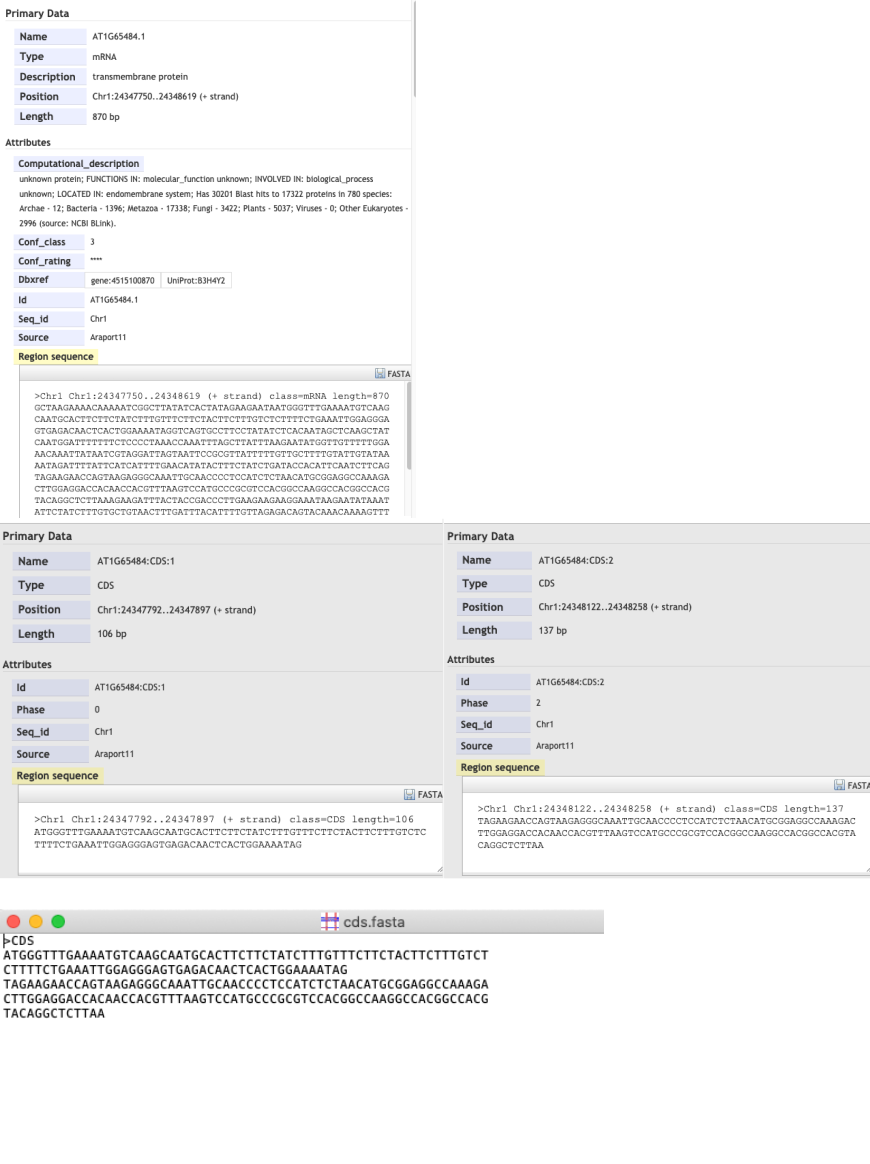 Primary Data
Name AT1G65484.1
Type mRNA
Description transmembrane protein
Position Chr1:24347750..24348619 (+ strand)
Length 870 bp
Attributes
Computational_description
unknown protein; FUNCTIONS IN: molecular_function unknown; INVOLVED IN: biological_process
unknown; LOCATED IN: endomembrane system; Has 30201 Blast hits to 17322 proteins in 780 species:
Archae - 12; Bacteria - 1396; Metazoa - 17338; Fungi - 3422; Plants - 5037; Viruses - 0; Other Eukaryotes -
2996 (source: NCBI BLink).
Conf_class 3
Conf_rating ****
Dbxref gene:4515100870 UniProt:B3H4Y2
Id AT1G65484.1
Seq_id Chr1
Source Araport11
Region sequence
FASTA
>Chr1 Chr1:24347750..24348619 (+ strand) class=mRNA length=870
GCTAAGAAAACAAAAATCGGCTTATATCACTATAGAAGAATAATGGGTTTGAAAATGTCAAG
CAATGCACTTCTTCTATCTTTGTTTCTTCTACTTCTTTGTCTCTTTTCTGAAATTGGAGGGA
GTGAGACAACTCACTGGAAAATAGGTCAGTGCCTTCCTATATCTCACAATAGCTCAAGCTAT
CAATGGATTTTTTTCTCCCCTAAACCAAATTTAGCTTATTTAAGAATATGGTTGTTTTTGGA
AACAAATTATAATCGTAGGATTAGTAATTCCGCGTTATTTTTGTTGCTTTTGTATTGTATAA
AATAGATTTTATTCATCATTTTGAACATATACTTTCTATCTGATACCACATTCAATCTTCAG
TAGAAGAACCAGTAAGAGGGCAAATTGCAACCCCTCCATCTCTAACATGCGGAGGCCAAAGA
CTTGGAGGACCACAACCACGTTTAAGTCCATGCCCGCGTCCACGGCCAAGGCCACGGCCACG
TACAGGCTCTTAAAGAAGATTTACTACCGACCCTTGAAGAAGAAGGAAATAAGAATATAAAT
ATTCTATCTTTGTGCTGTAACTTTGATTTACATTTTGTTAGAGACAGTACAAACAAAAGTTT
Primary Data
Name AT1G65484:CDS:1
Type CDS
Position Chr1:24347792..24347897 (+ strand)
Length 106 bp
Attributes
Id AT1G65484:CDS:1
Phase 0
Seq_id Chr1
Source Araport11
Region sequence
FASTA
>Chr1 Chr1:24347792..24347897 (+ strand) class=CDS length=106
ATGGGTTTGAAAATGTCAAGCAATGCACTTCTTCTATCTTTGTTTCTTCTACTTCTTTGTCTC
TTTTCTGAAATTGGAGGGAGTGAGACAACTCACTGGAAAATAG
Primary Data
Name AT1G65484:CDS:2
Type CDS
Position Chr1:24348122..24348258 (+ strand)
Length 137 bp
Attributes
Id AT1G65484:CDS:2
Phase 2
Seq_id Chr1
Source Araport11
Region sequence
FASTA
>Chr1 Chr1:24348122..24348258 (+ strand) class=CDS length=137
TAGAAGAACCAGTAAGAGGGCAAATTGCAACCCCTCCATCTCTAACATGCGGAGGCCAAAGAC
TTGGAGGACCACAACCACGTTTAAGTCCATGCCCGCGTCCACGGCCAAGGCCACGGCCACGTA
CAGGCTCTTAA
cds.fasta
>CDS
ATGGGTTTGAAAATGTCAAGCAATGCACTTCTTCTATCTTTGTTTCTTCTACTTCTTTGTCT
CTTTTCTGAAATTGGAGGGAGTGAGACAACTCACTGGAAAATAG
TAGAAGAACCAGTAAGAGGGCAAATTGCAACCCCTCCATCTCTAACATGCGGAGGCCAAAGA
CTTGGAGGACCACAACCACGTTTAAGTCCATGCCCGCGTCCACGGCCAAGGCCACGGCCACG
TACAGGCTCTTAA